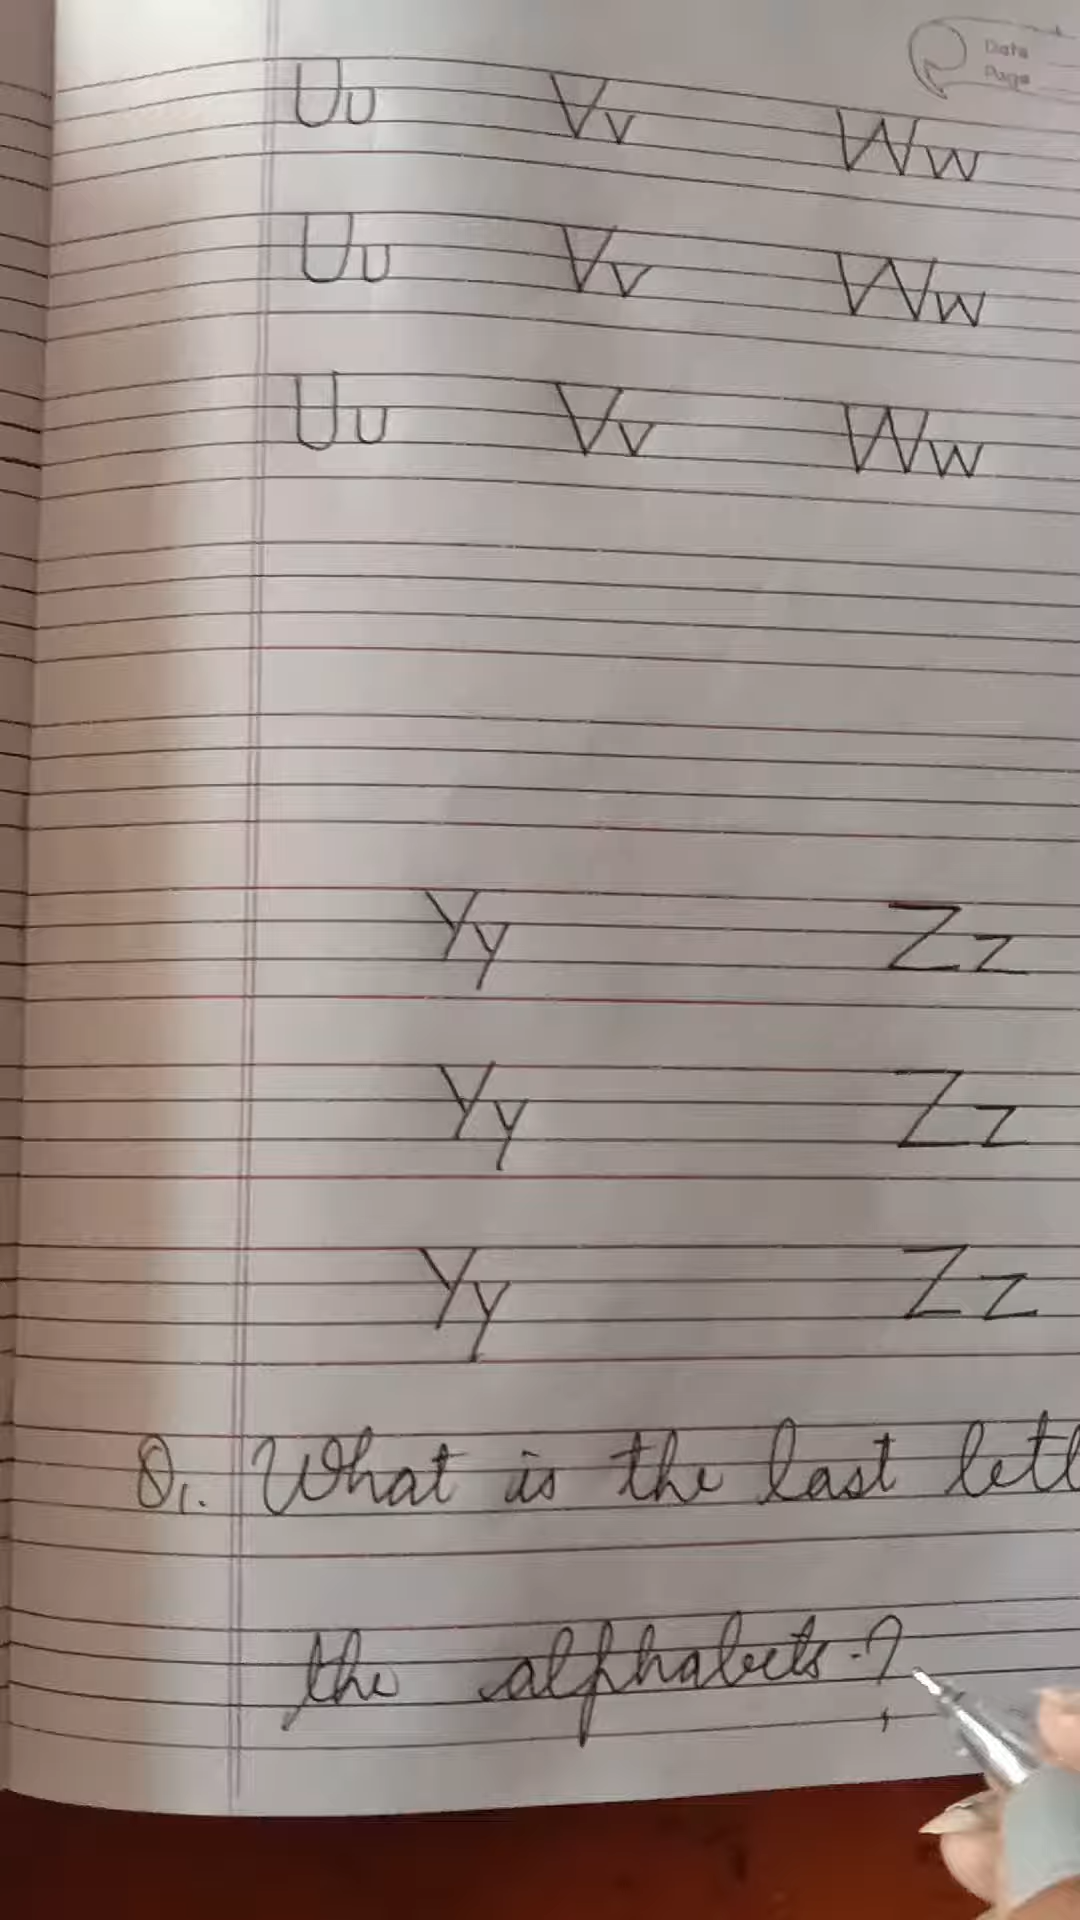 Date
Page
Uu Vv Ww
Uu Vv Ww
Uu Vv Ww
Yy Zz
Yy Zz
Yy Zz
Q1. What is the last lett
the alphabets.?